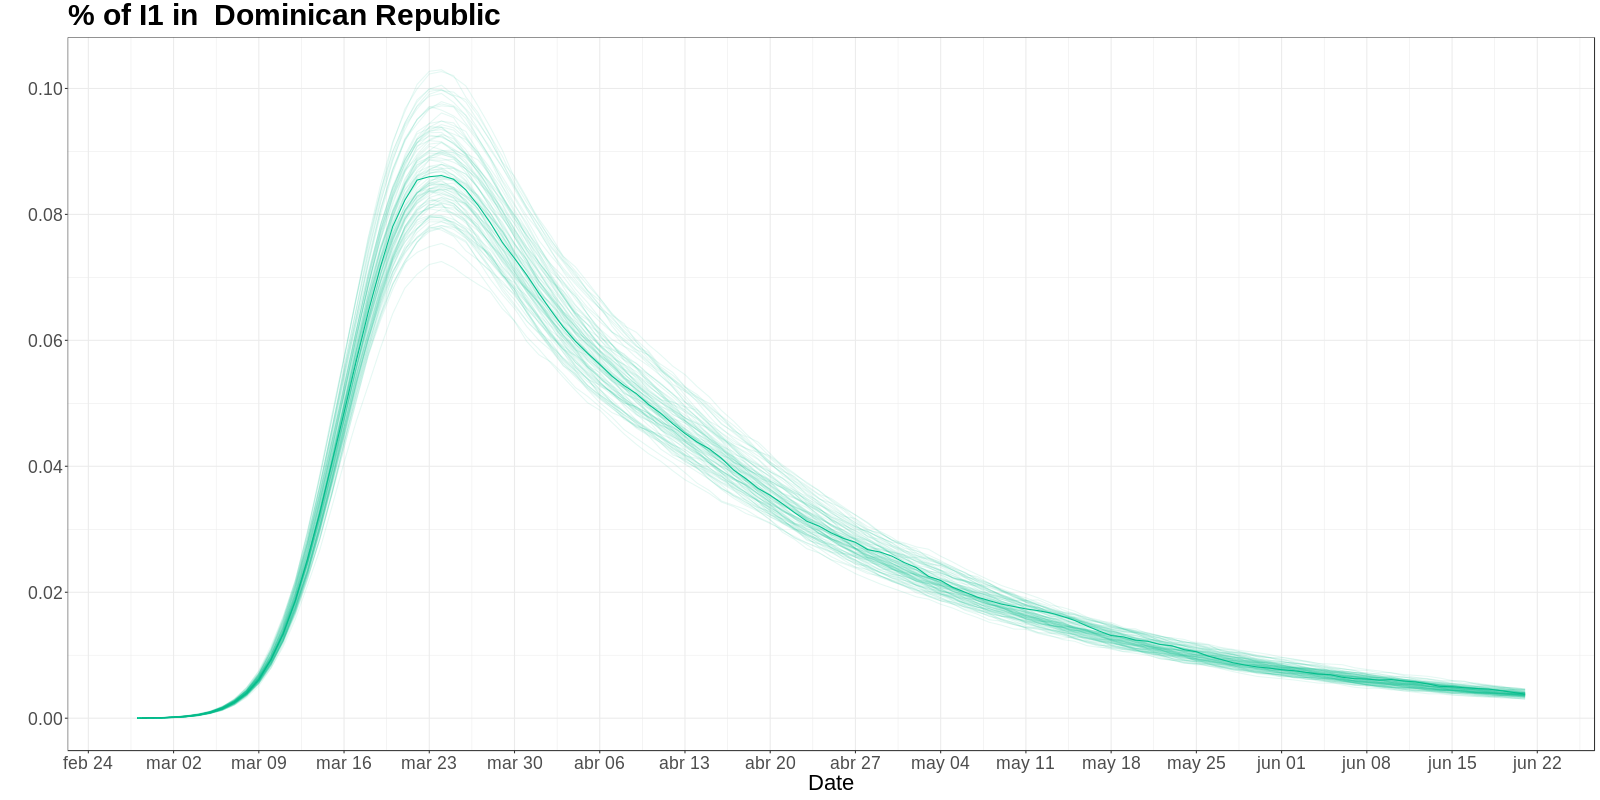 % of I1 in  Dominican Republic
0.10
0.08
0.06
0.04
0.02
0.00
feb 24 mar 02 mar 09 mar 16 mar 23 mar 30 abr 06 abr 13 abr 20 abr 27 may 04 may 11 may 18 may 25 jun 01 jun 08 jun 15 jun 22
Date